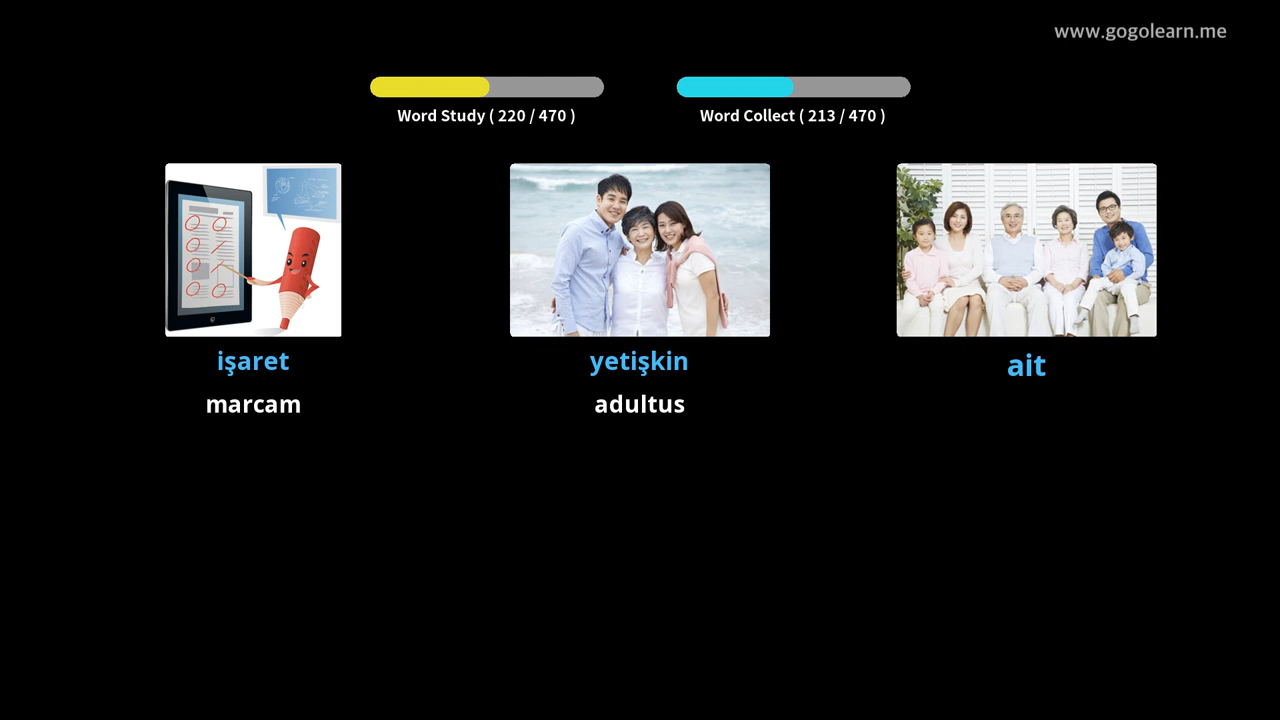 www.gogolearn.me
Word Study ( 220 / 470 )
Word Collect ( 213 / 470 )
işaret
marcam
yetişkin
adultus
ait